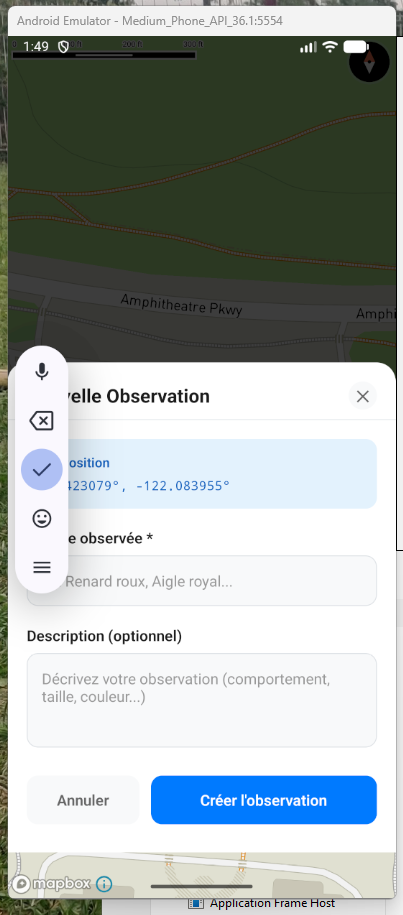 Android Emulator - Medium_Phone_API_36.1:5554
1:49
200 ft
300 ft
Amphitheatre Pkwy
Amphi
velle Observation
osition
423079°, -122.083955°
e observée *
Renard roux, Aigle royal...
Description (optionnel)
Décrivez votre observation (comportement,
taille, couleur...)
Annuler
Créer l'observation
mapbox
Application Frame Host